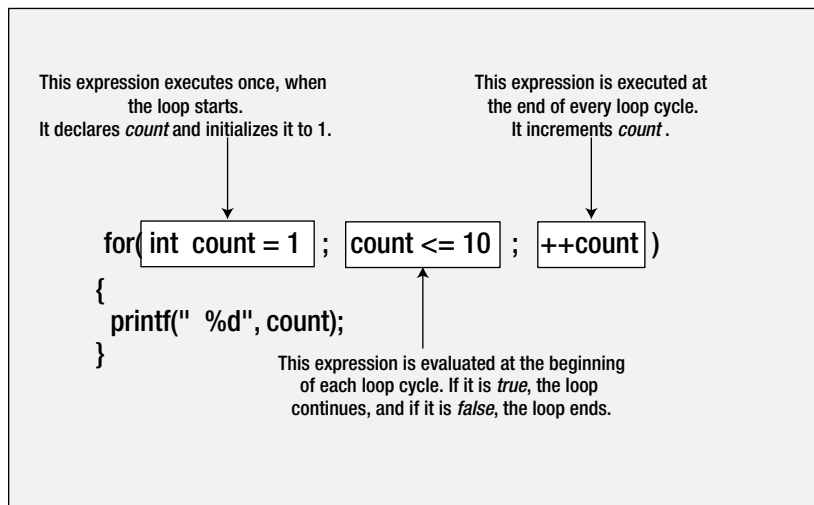 This expression executes once, when
the loop starts.
It declares count and initializes it to 1.
This expression is executed at
the end of every loop cycle.
It increments count .
for( int count = 1 ; count <= 10 ; ++count )
{
printf(" %d", count);
}
This expression is evaluated at the beginning
of each loop cycle. If it is true, the loop
continues, and if it is false, the loop ends.